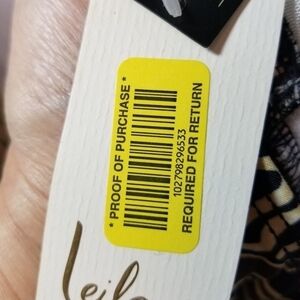 * PROOF OF PURCHASE *
102798296533
REQUIRED FOR RETURN